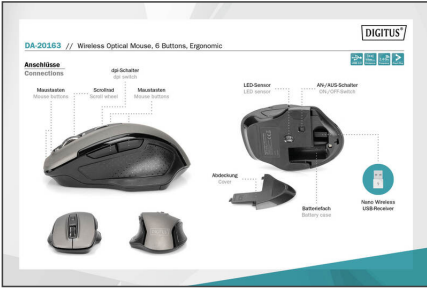 DIGITUS®
DA-20163 // Wireless Optical Mouse, 6 Buttons, Ergonomic
Anschlüsse
Connections
dpi-Schalter
dpi switch
Maustasten
Mouse buttons
Scrollrad
Scroll wheel
Maustasten
Mouse buttons
LED-Sensor
LED sensor
AN-/AUS-Schalter
ON-/OFF-Switch
Abdeckung
Cover
Batteriefach
Battery case
Nano Wireless
USB-Receiver